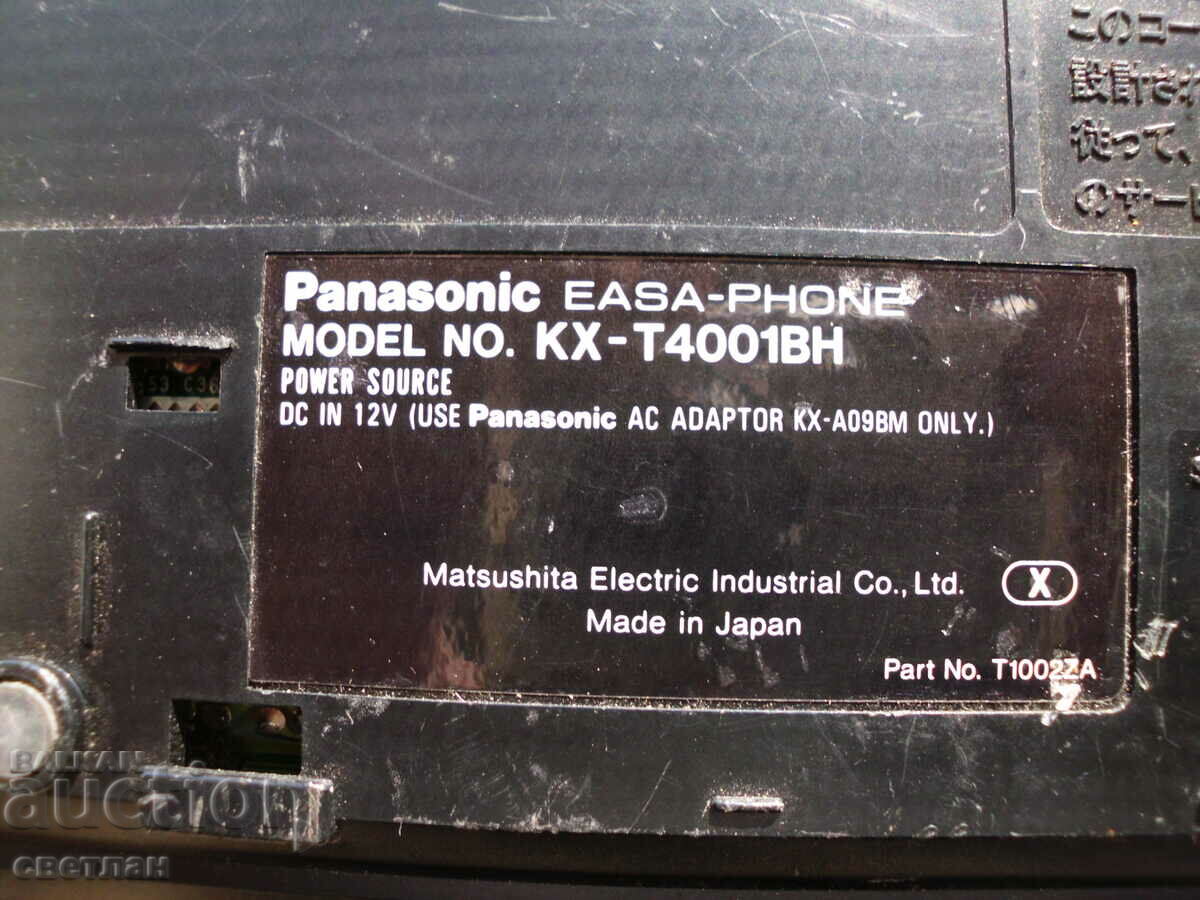 このコー
設計され
従って、
のサー
Panasonic EASA-PHONE
MODEL NO. KX-T4001BH
POWER SOURCE
DC IN 12V (USE Panasonic AC ADAPTOR KX-A09BM ONLY.)
53 C36
Matsushita Electric Industrial Co., Ltd. X
Made in Japan
Part No. T1002ZA
BALKAN
auction
светлан